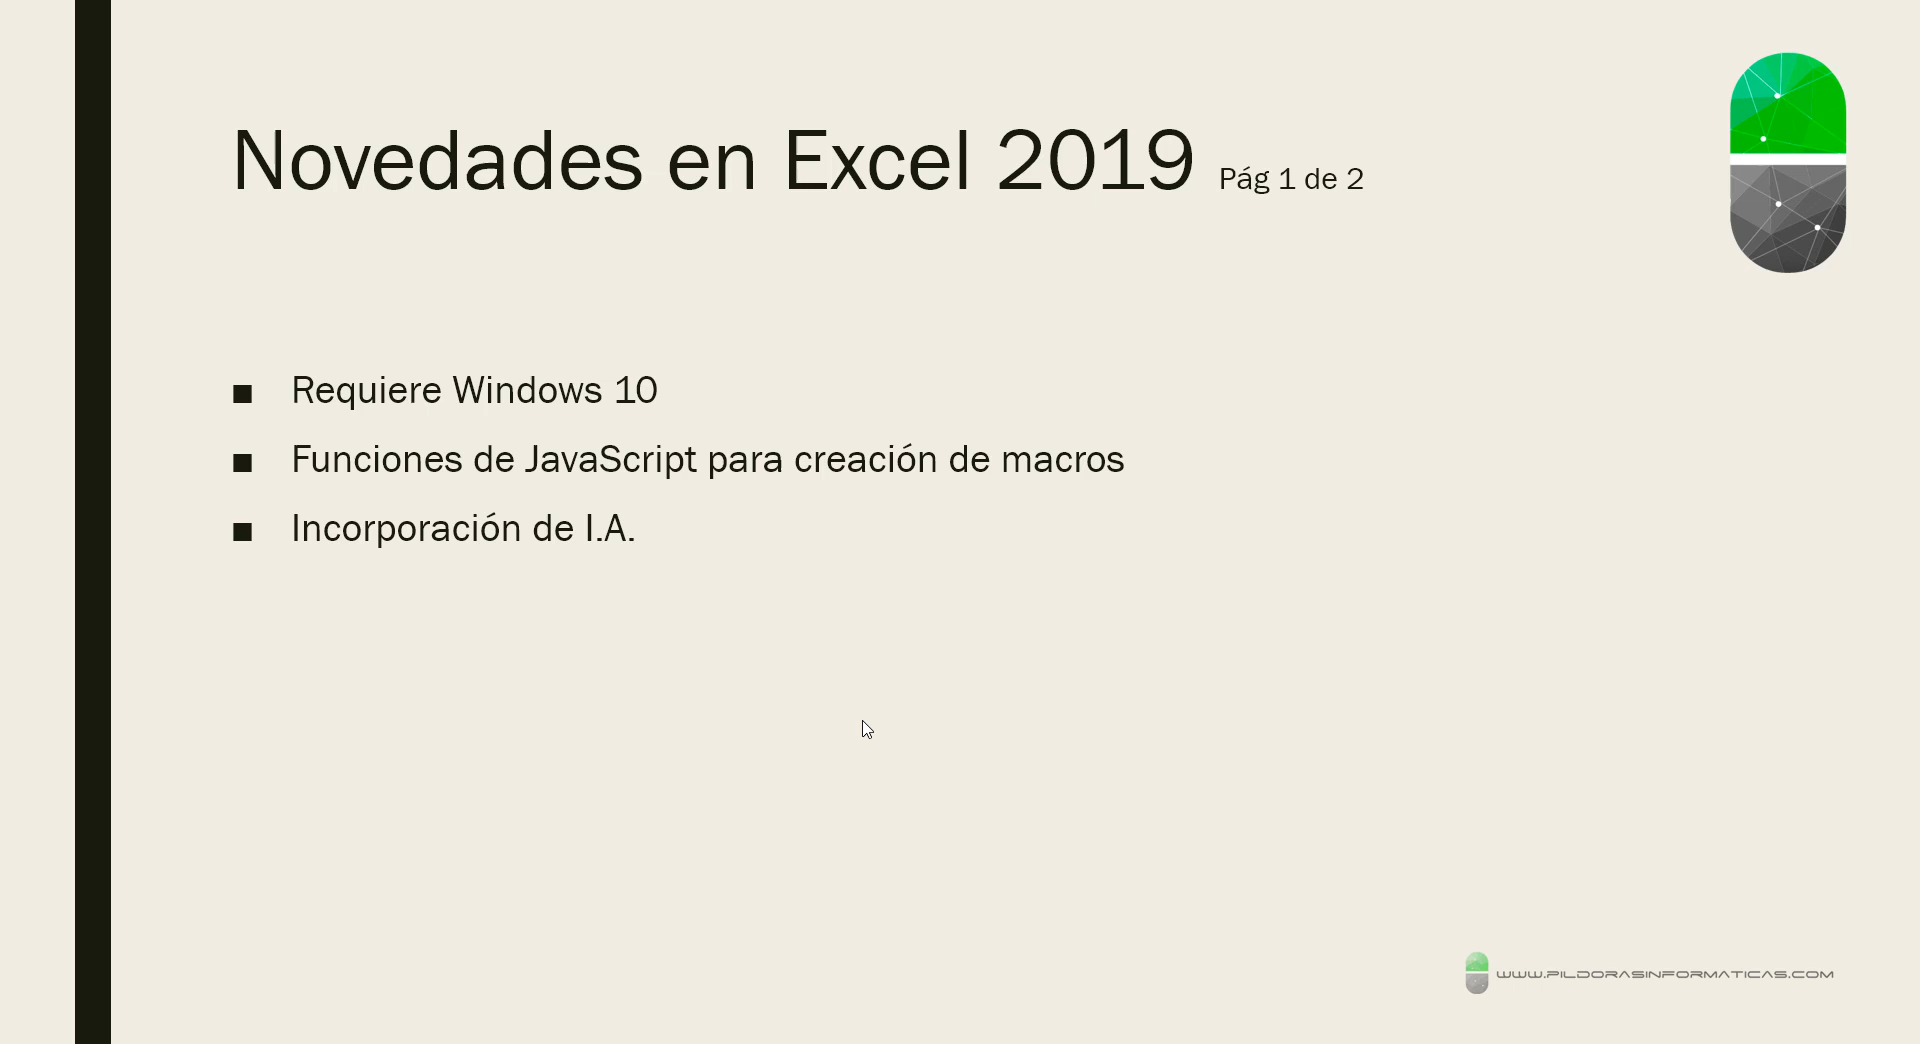 Novedades en Excel 2019 Pág 1 de 2
■ Requiere Windows 10
■ Funciones de JavaScript para creación de macros
■ Incorporación de I.A.
WWW.PILDORASINFORMATICAS.COM